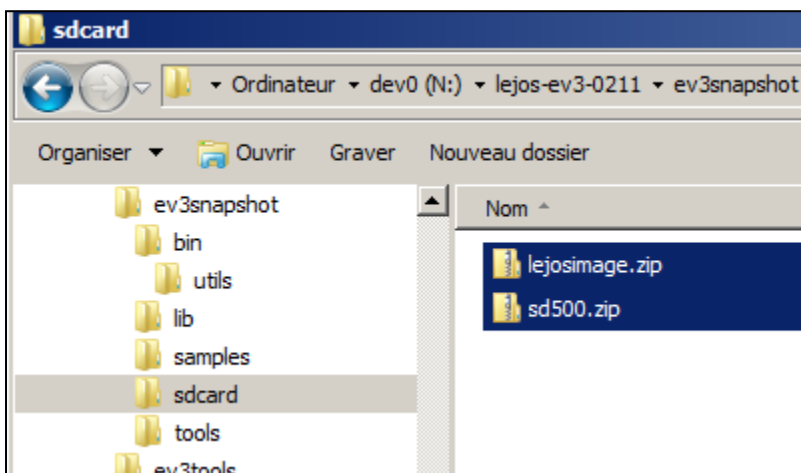 sdcard
Ordinateur dev0 (N:) lejos-ev3-0211 ev3snapshot
Organiser Ouvrir Graver Nouveau dossier
ev3snapshot
bin
utils
lib
samples
sdcard
tools
ev3tools
Nom
lejosimage.zip
sd500.zip